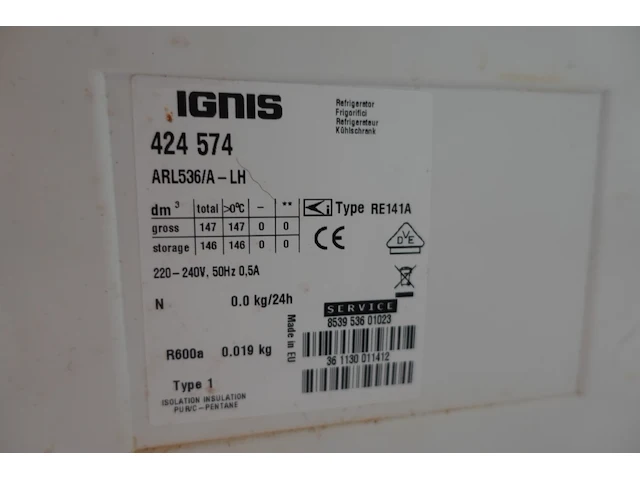 IGNIS
Refrigerator
Frigorifici
Refrigerateur
Kühlschrank
424 574
ARL536/A-LH
dm³ total >0°C - **
gross 147 147 0 0
storage 146 146 0 0
Type RE141A
CE
DVE
220-240V, 50Hz 0,5A
N 0.0 kg/24h
SERVICE
8539 536 01023
Made in EU
36 1130 011412
R600a 0.019 kg
Type 1
ISOLATION INSULATION
PUR/C-PENTANE